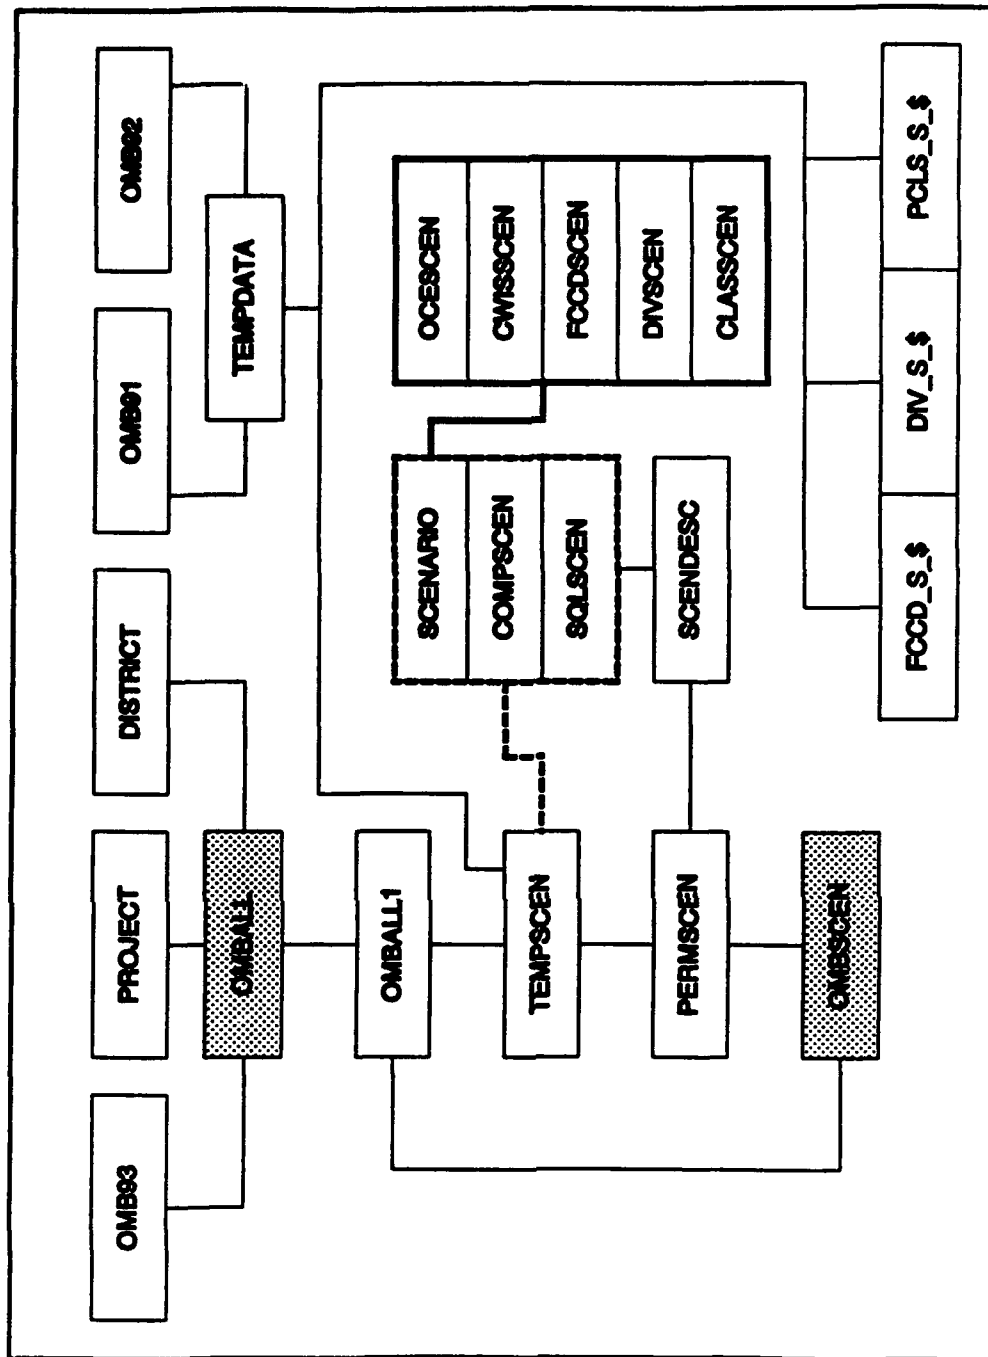 OMB93
PROJECT
DISTRICT
OMB91
OMB92
OMBALL
TEMPDATA
OMBALL1
SCENARIO
OCESCEN
COMPSCEN
CWISSCEN
TEMPSCEN
SQLSCEN
FCCDSCEN
DIVSCEN
PERMSCEN
SCENDESC
CLASSCEN
OMBSCEN
FCCD_S_$
DIV_S_$
PCLS_S_$